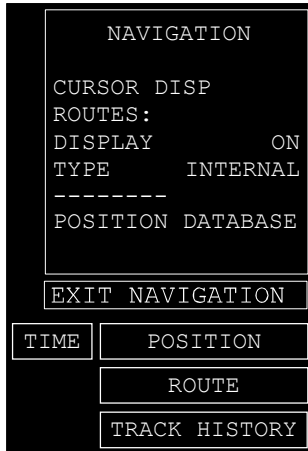 NAVIGATION
CURSOR DISP
ROUTES:
DISPLAY ON
TYPE INTERNAL
--------
POSITION DATABASE
EXIT NAVIGATION
TIME POSITION
ROUTE
TRACK HISTORY